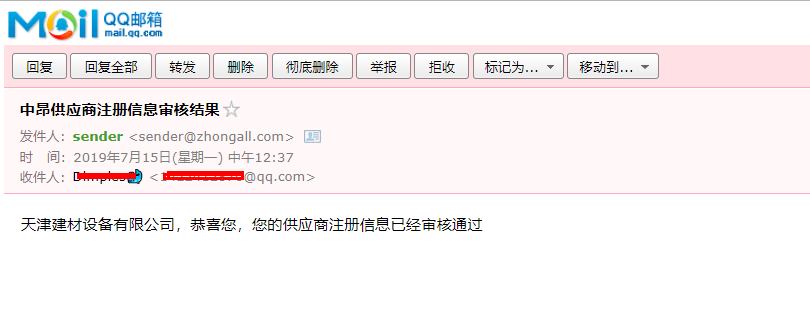 Mail QQ邮箱
mail.qq.com
回复 回复全部 转发 删除 彻底删除 举报 拒收 标记为... 移动到...
中昂供应商注册信息审核结果
发件人: sender <sender@zhongall.com>
时 间: 2019年7月15日(星期一) 中午12:37
收件人: < @qq.com>
天津建材设备有限公司，恭喜您，您的供应商注册信息已经审核通过